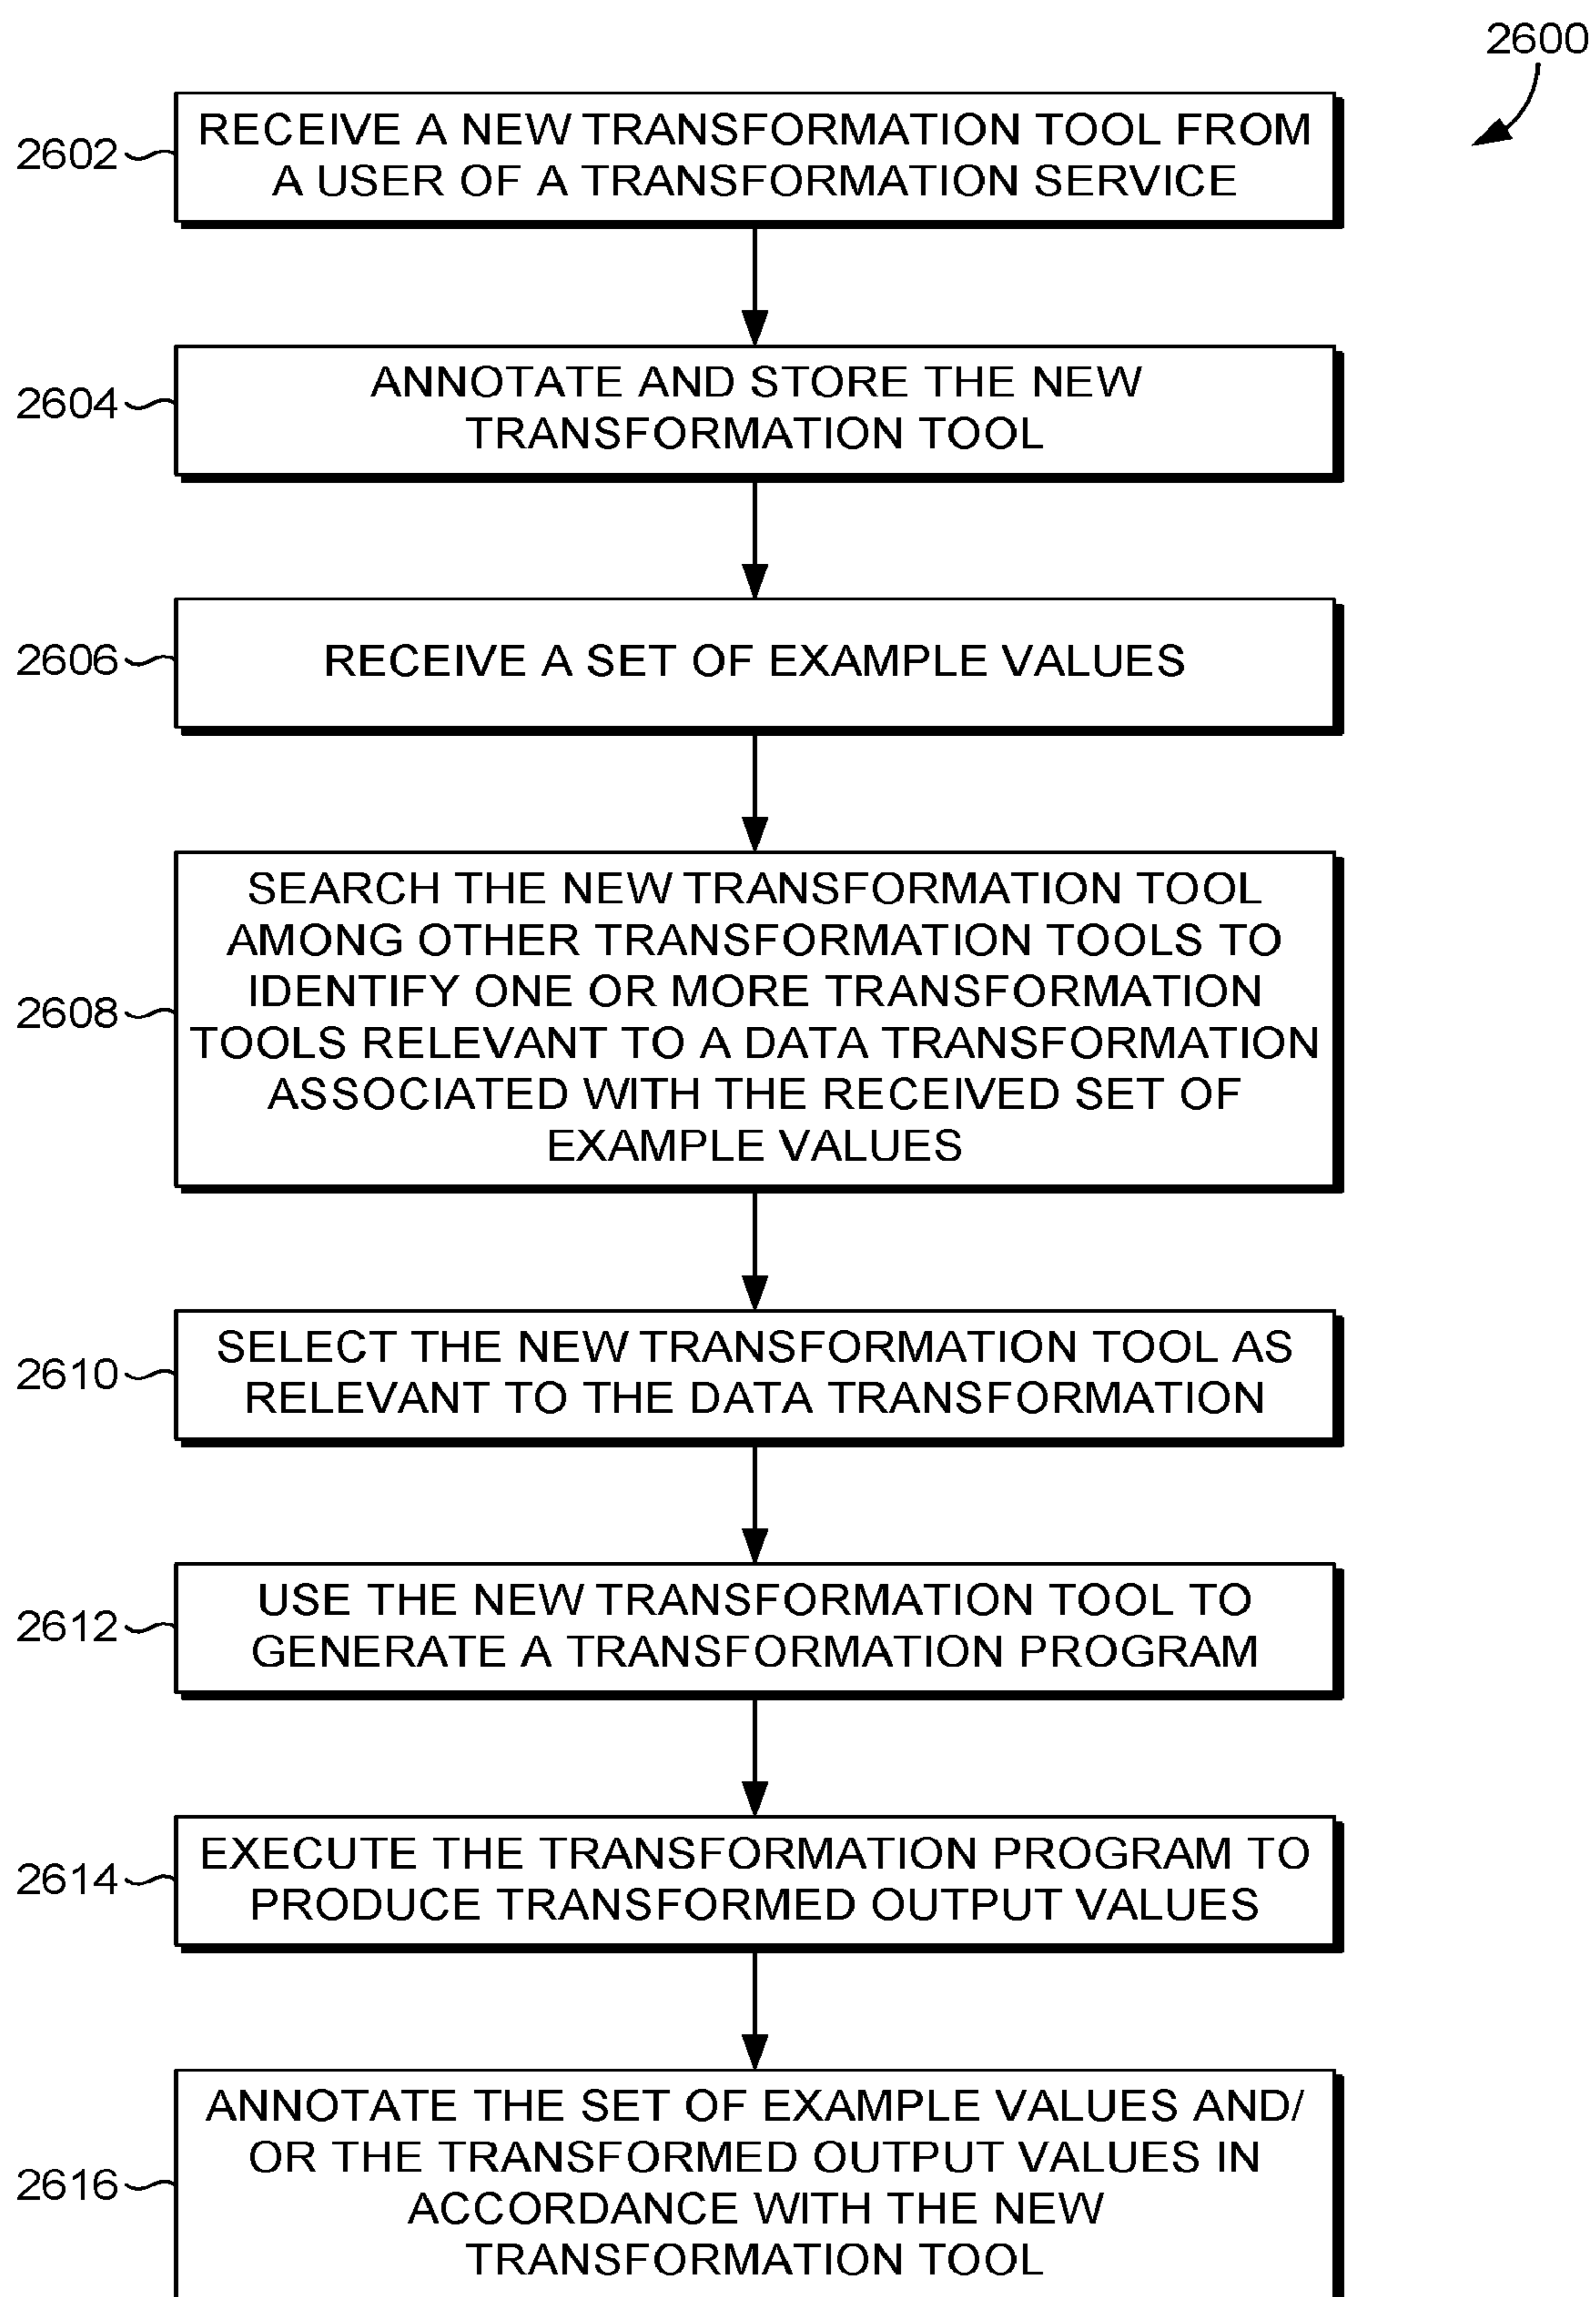 2600
2602
RECEIVE A NEW TRANSFORMATION TOOL FROM
A USER OF A TRANSFORMATION SERVICE
2604
ANNOTATE AND STORE THE NEW
TRANSFORMATION TOOL
2606
RECEIVE A SET OF EXAMPLE VALUES
2608
SEARCH THE NEW TRANSFORMATION TOOL
AMONG OTHER TRANSFORMATION TOOLS TO
IDENTIFY ONE OR MORE TRANSFORMATION
TOOLS RELEVANT TO A DATA TRANSFORMATION
ASSOCIATED WITH THE RECEIVED SET OF
EXAMPLE VALUES
2610
SELECT THE NEW TRANSFORMATION TOOL AS
RELEVANT TO THE DATA TRANSFORMATION
2612
USE THE NEW TRANSFORMATION TOOL TO
GENERATE A TRANSFORMATION PROGRAM
2614
EXECUTE THE TRANSFORMATION PROGRAM TO
PRODUCE TRANSFORMED OUTPUT VALUES
2616
ANNOTATE THE SET OF EXAMPLE VALUES AND/
OR THE TRANSFORMED OUTPUT VALUES IN
ACCORDANCE WITH THE NEW
TRANSFORMATION TOOL